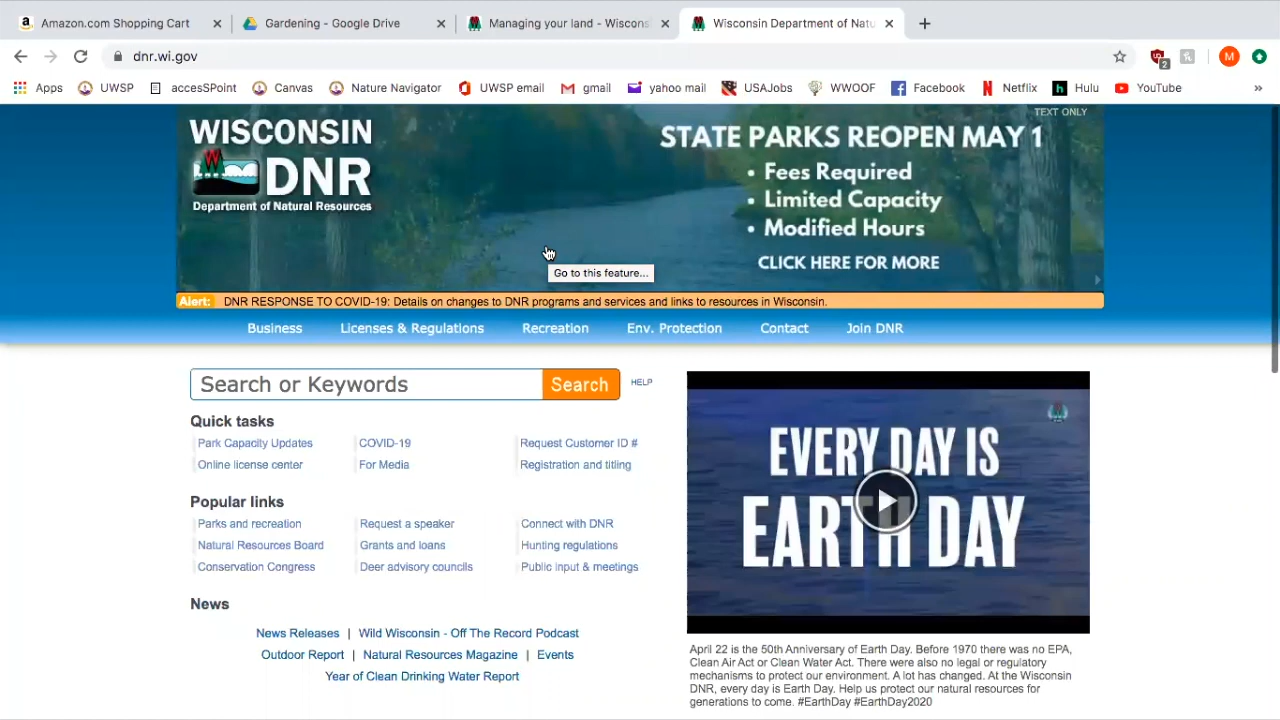 Amazon.com Shopping Cart
Gardening - Google Drive
Managing your land - Wiscons
Wisconsin Department of Natu
dnr.wi.gov
2
M
Apps
UWSP
accesSPoint
Canvas
Nature Navigator
UWSP email
gmail
yahoo mail
USAJobs
WWOOF
Facebook
Netflix
Hulu
YouTube
»
TEXT ONLY
WISCONSIN
DNR
Department of Natural Resources
STATE PARKS REOPEN MAY 1
• Fees Required
• Limited Capacity
• Modified Hours
CLICK HERE FOR MORE
Go to this feature...
Alert: DNR RESPONSE TO COVID-19: Details on changes to DNR programs and services and links to resources in Wisconsin.
Business
Licenses & Regulations
Recreation
Env. Protection
Contact
Join DNR
Search or Keywords
Search
HELP
Quick tasks
Park Capacity Updates
COVID-19
Request Customer ID #
Online license center
For Media
Registration and titling
Popular links
Parks and recreation
Request a speaker
Connect with DNR
Natural Resources Board
Grants and loans
Hunting regulations
Conservation Congress
Deer advisory councils
Public input & meetings
News
News Releases | Wild Wisconsin - Off The Record Podcast
Outdoor Report | Natural Resources Magazine | Events
Year of Clean Drinking Water Report
EVERY DAY IS
EARTH DAY
April 22 is the 50th Anniversary of Earth Day. Before 1970 there was no EPA,
Clean Air Act or Clean Water Act. There were also no legal or regulatory
mechanisms to protect our environment. A lot has changed. At the Wisconsin
DNR, every day is Earth Day. Help us protect our natural resources for
generations to come. #EarthDay #EarthDay2020